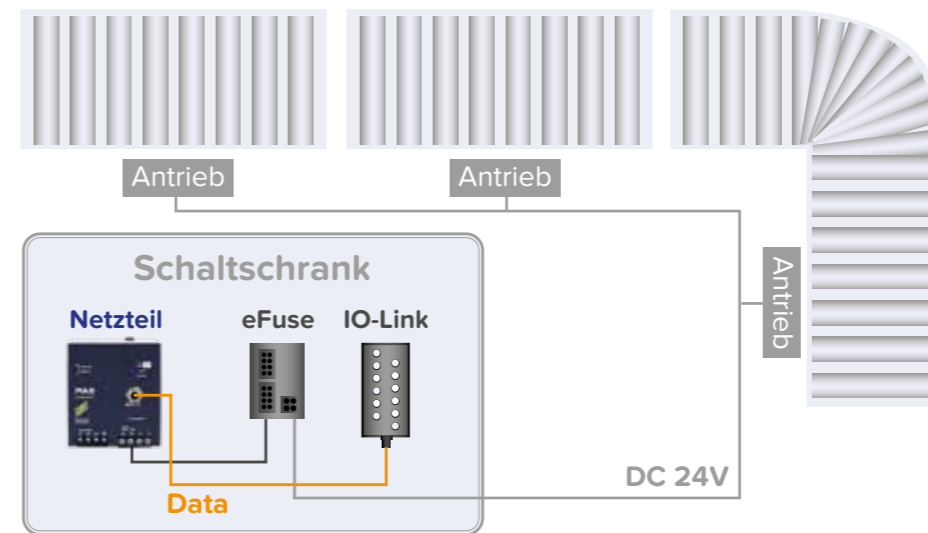 Antrieb
Antrieb
Antrieb
Schaltschrank
Netzteil
eFuse
IO-Link
Data
DC 24V